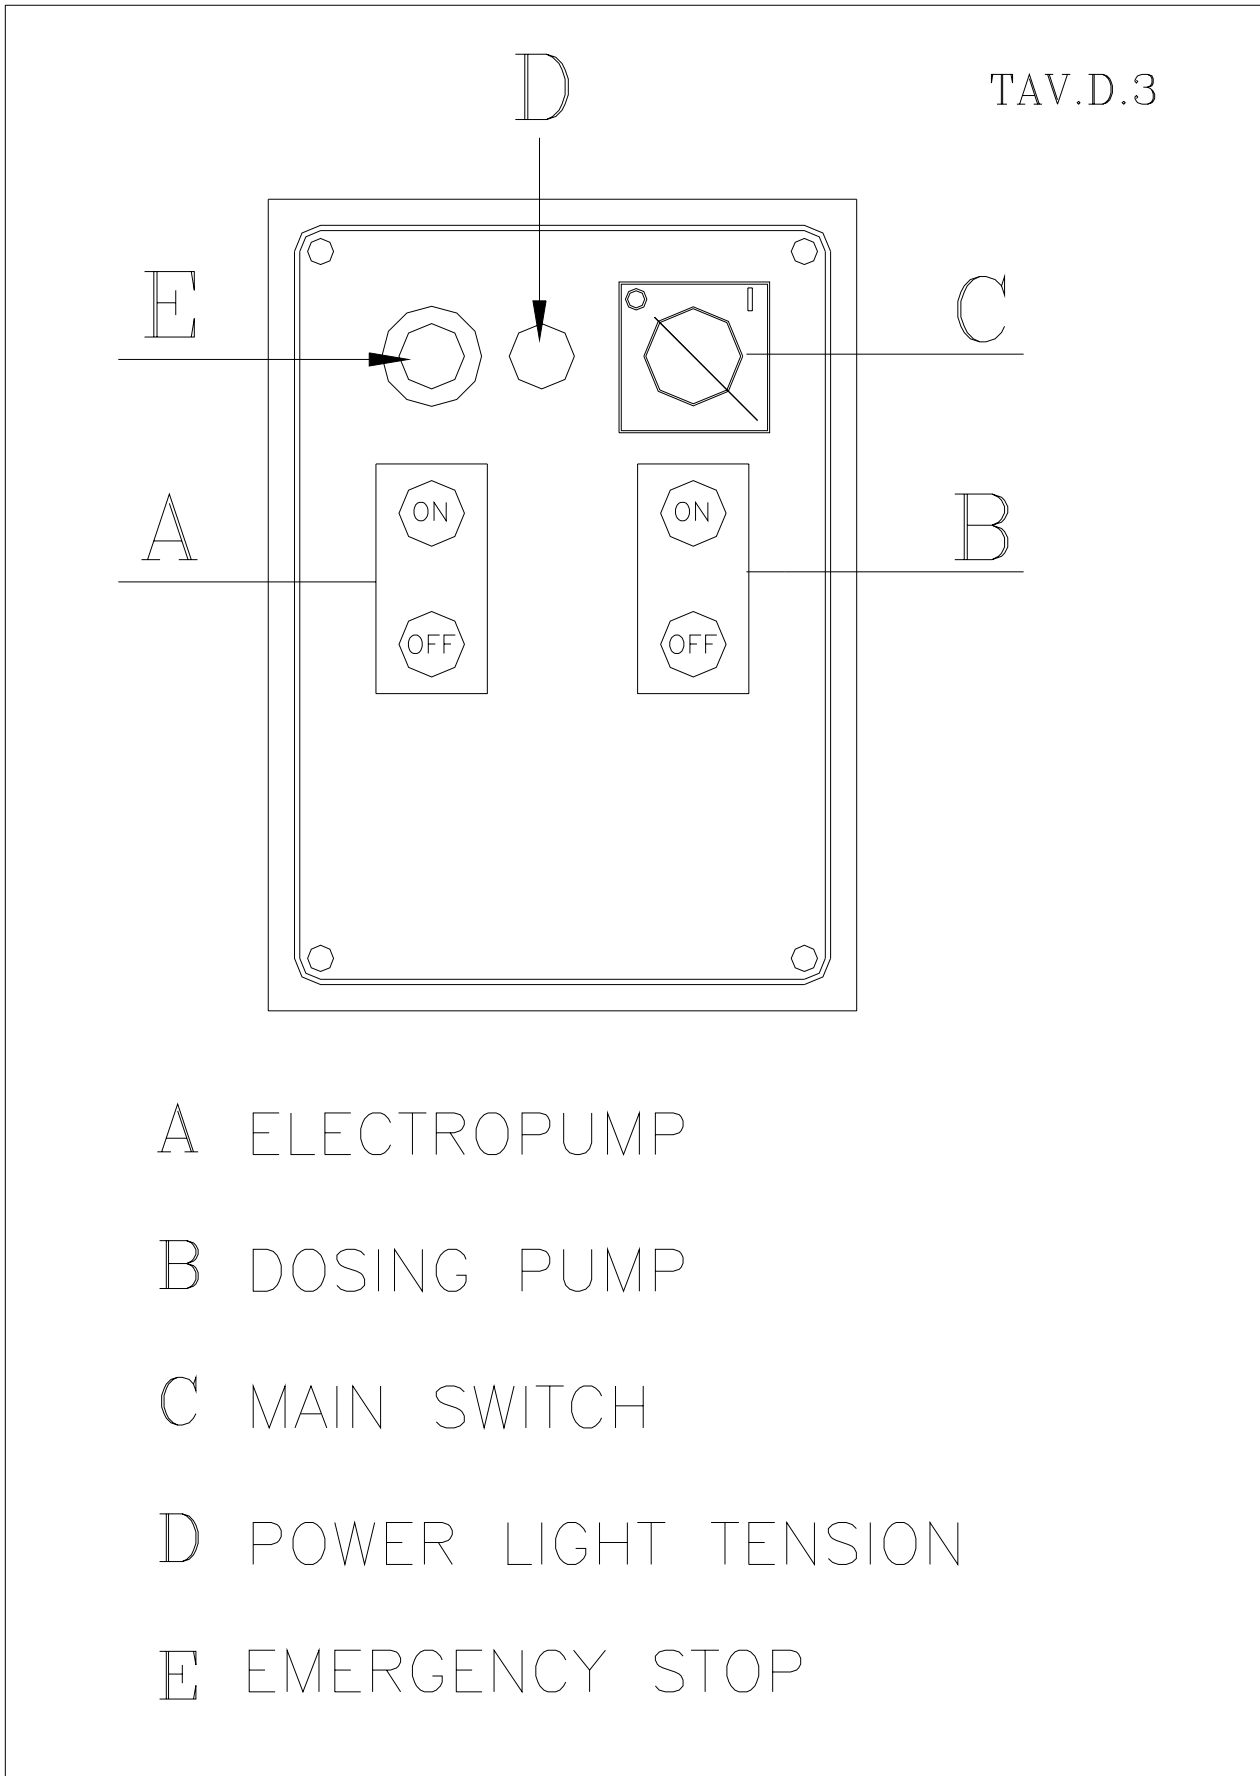 D
TAV.D.3
E
C
A
ON
ON
B
OFF
OFF
A ELECTROPUMP
B DOSING PUMP
C MAIN SWITCH
D POWER LIGHT TENSION
E EMERGENCY STOP